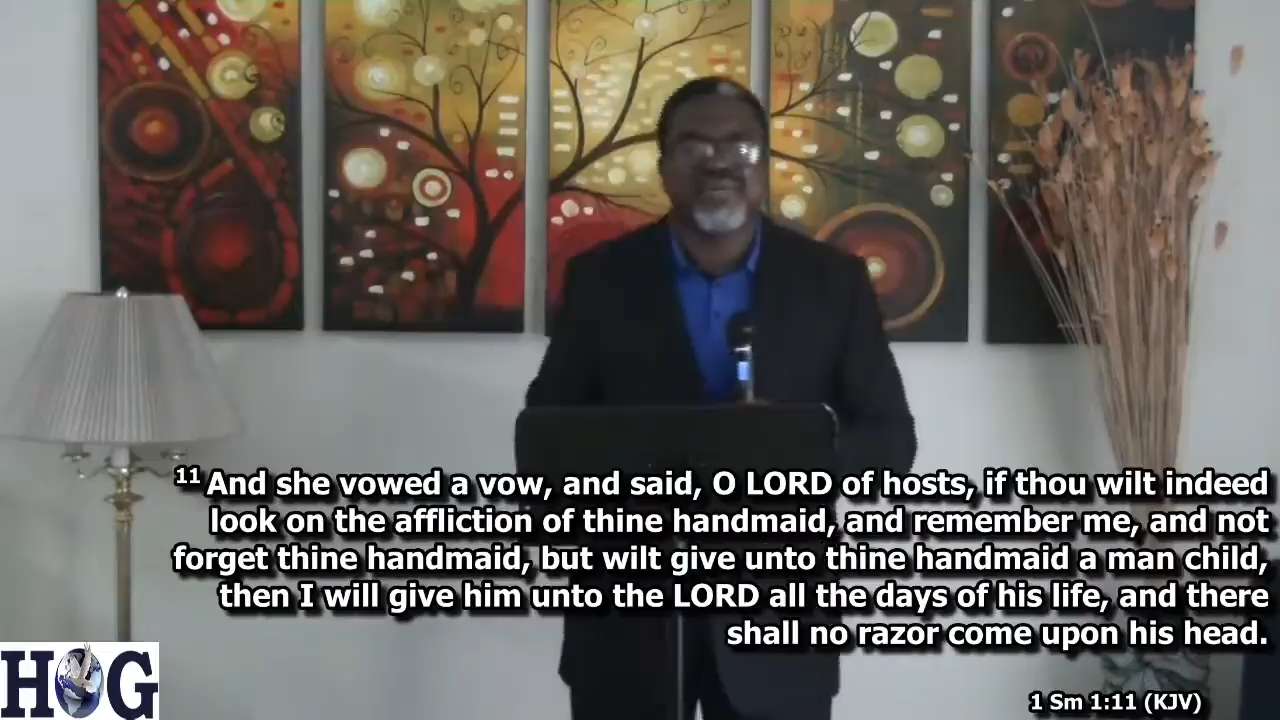 11 And she vowed a vow, and said, O LORD of hosts, if thou wilt indeed
look on the affliction of thine handmaid, and remember me, and not
forget thine handmaid, but wilt give unto thine handmaid a man child,
then I will give him unto the LORD all the days of his life, and there
shall no razor come upon his head.
HOG
1 Sm 1:11 (KJV)